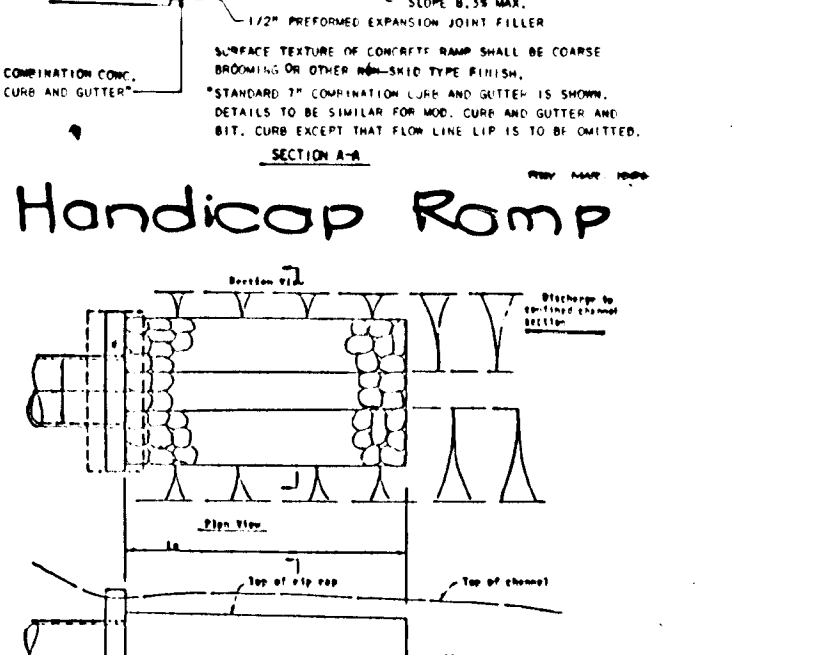 SLOPE 8.3% MAX.
1/2" PREFORMED EXPANSION JOINT FILLER
SURFACE TEXTURE OF CONCRETE RAMP SHALL BE COARSE
BROOMING OR OTHER NON-SKID TYPE FINISH.
COMBINATION CONC.
CURB AND GUTTER*
*STANDARD 7" COMBINATION CURB AND GUTTER IS SHOWN.
DETAILS TO BE SIMILAR FOR MOD. CURB AND GUTTER AND
BIT. CURB EXCEPT THAT FLOW LINE LIP IS TO BE OMITTED.
SECTION A-A
MAR
Handicap Ramp
Section View
Discharge to
confined channel
section
Plan View
La
Top of rip rap
Top of channel